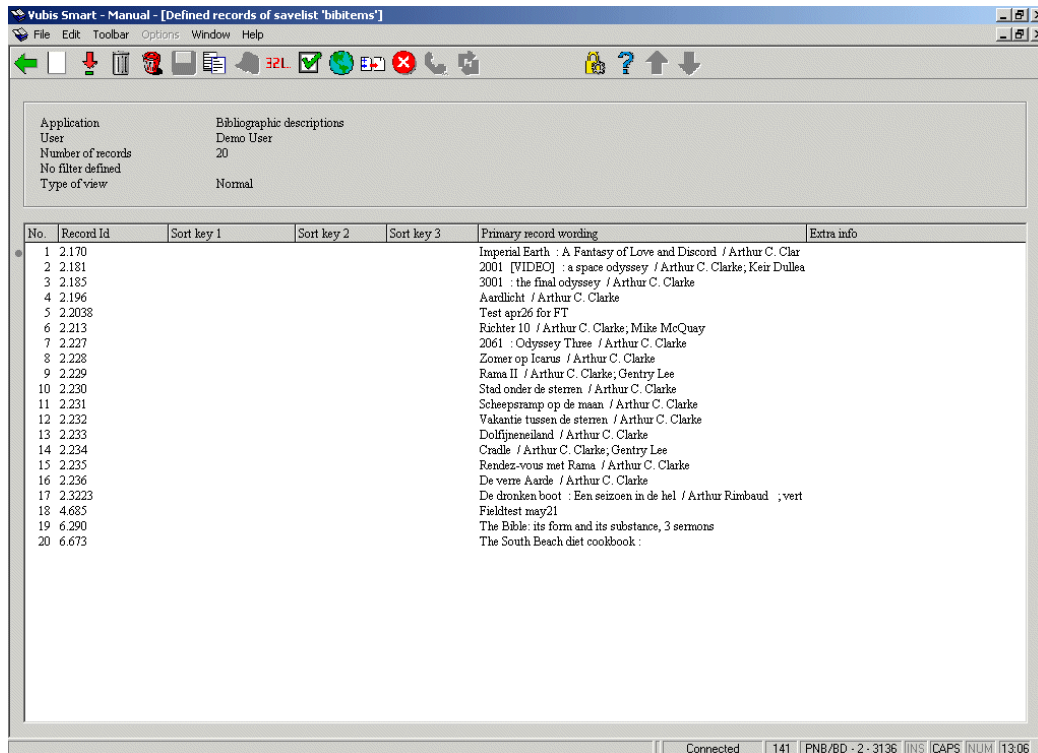 Vubis Smart - Manual - [Defined records of savelist 'bibitems']
File Edit Toolbar Options Window Help
32L
Application Bibliographic descriptions
User Demo User
Number of records 20
No filter defined
Type of view Normal
No. Record Id Sort key 1 Sort key 2 Sort key 3 Primary record wording Extra info
1 2.170 Imperial Earth : A Fantasy of Love and Discord / Arthur C. Clar
2 2.181 2001 [VIDEO] : a space odyssey / Arthur C. Clarke; Keir Dullea
3 2.185 3001 : the final odyssey / Arthur C. Clarke
4 2.196 Aardlicht / Arthur C. Clarke
5 2.2038 Test apr26 for FT
6 2.213 Richter 10 / Arthur C. Clarke; Mike McQuay
7 2.227 2061 : Odyssey Three / Arthur C. Clarke
8 2.228 Zomer op Icarus / Arthur C. Clarke
9 2.229 Rama II / Arthur C. Clarke; Gentry Lee
10 2.230 Stad onder de sterren / Arthur C. Clarke
11 2.231 Scheepsramp op de maan / Arthur C. Clarke
12 2.232 Vakantie tussen de sterren / Arthur C. Clarke
13 2.233 Dolfijneneiland / Arthur C. Clarke
14 2.234 Cradle / Arthur C. Clarke; Gentry Lee
15 2.235 Rendez-vous met Rama / Arthur C. Clarke
16 2.236 De verre Aarde / Arthur C. Clarke
17 2.3223 De dronken boot : Een seizoen in de hel / Arthur Rimbaud ; vert
18 4.685 Fieldtest may21
19 6.290 The Bible: its form and its substance, 3 sermons
20 6.673 The South Beach diet cookbook :
Connected 141 PNB/BD - 2 - 3136 INS CAPS NUM 13:06